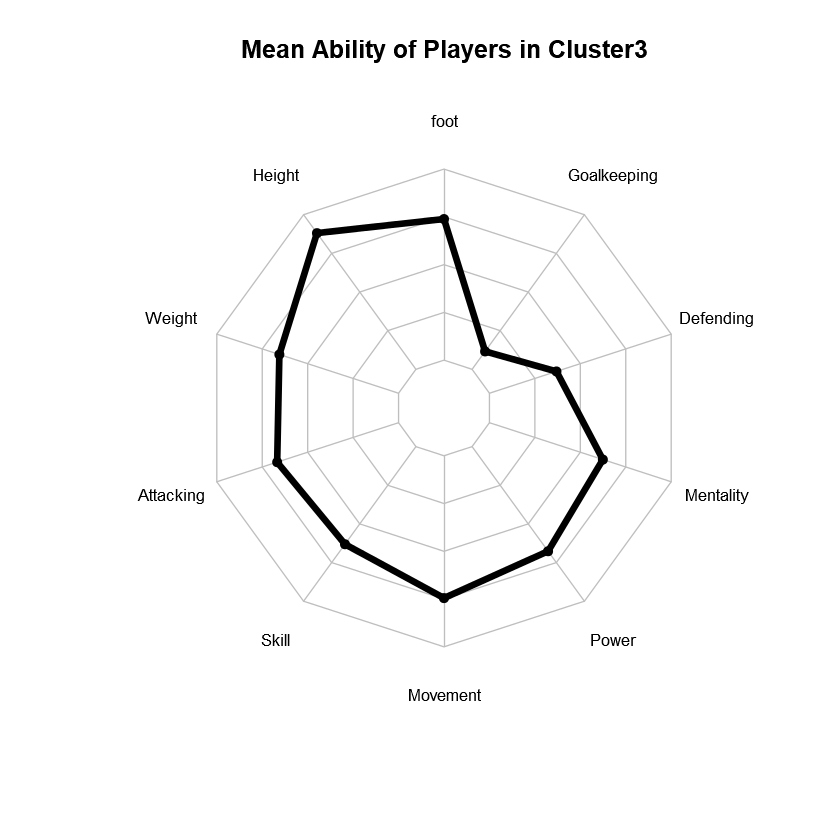 Mean Ability of Players in Cluster3
foot
Height
Goalkeeping
Weight
Defending
Attacking
Mentality
Skill
Power
Movement